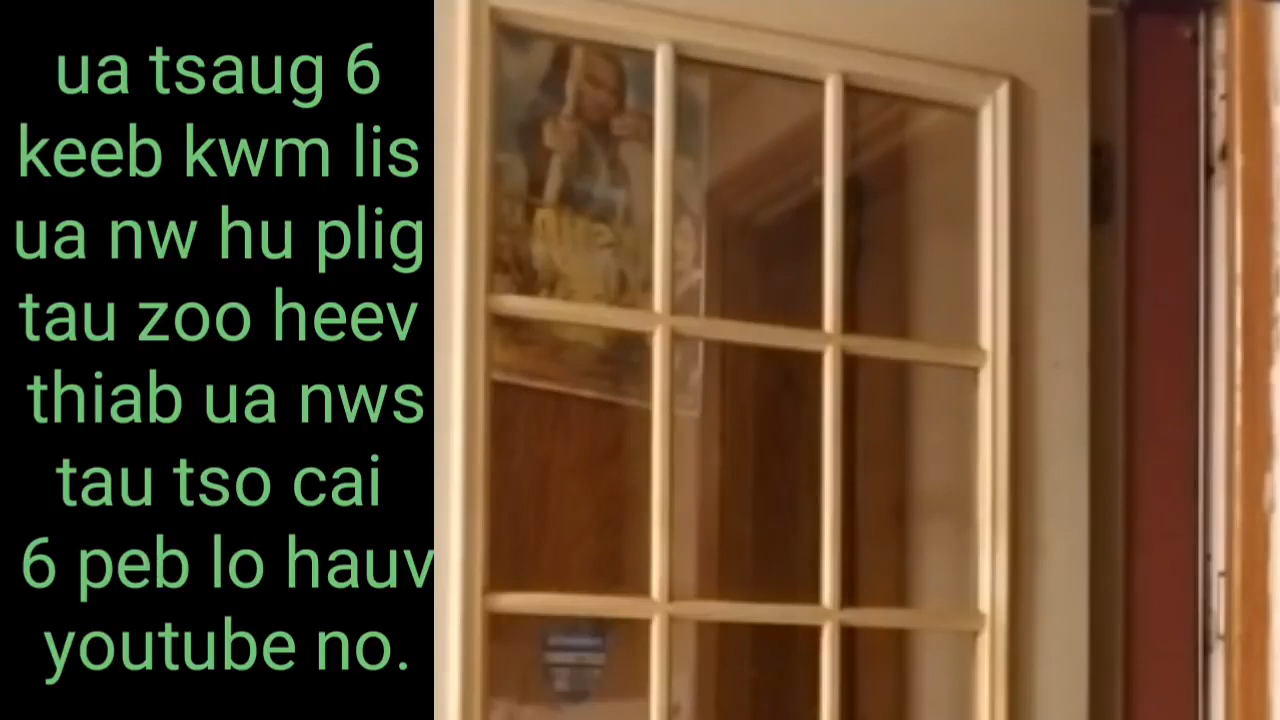 ua tsaug 6
keeb kwm lis
ua nw hu plig
tau zoo heev
thiab ua nws
tau tso cai
6 peb lo hauv
youtube no.